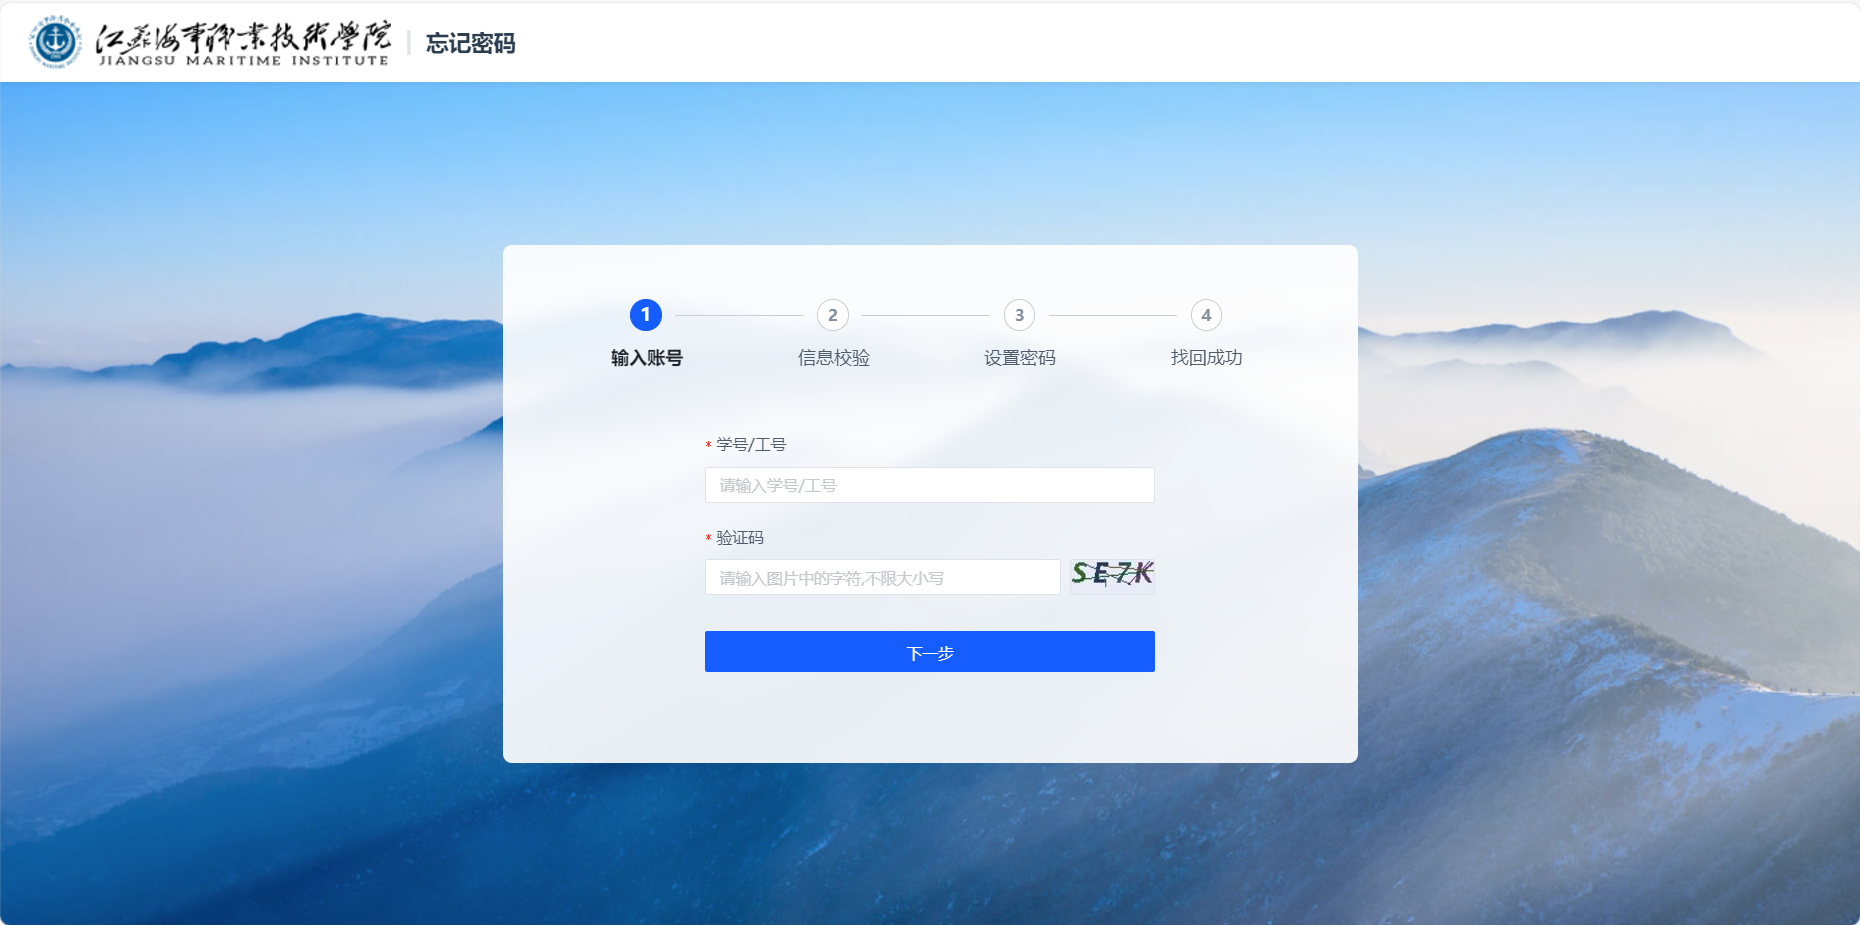 江苏海事职业技术学院
JIANGSU MARITIME INSTITUTE
忘记密码
1
2
3
4
输入账号
信息校验
设置密码
找回成功
* 学号/工号
请输入学号/工号
* 验证码
请输入图片中的字符,不限大小写
SE7K
下一步